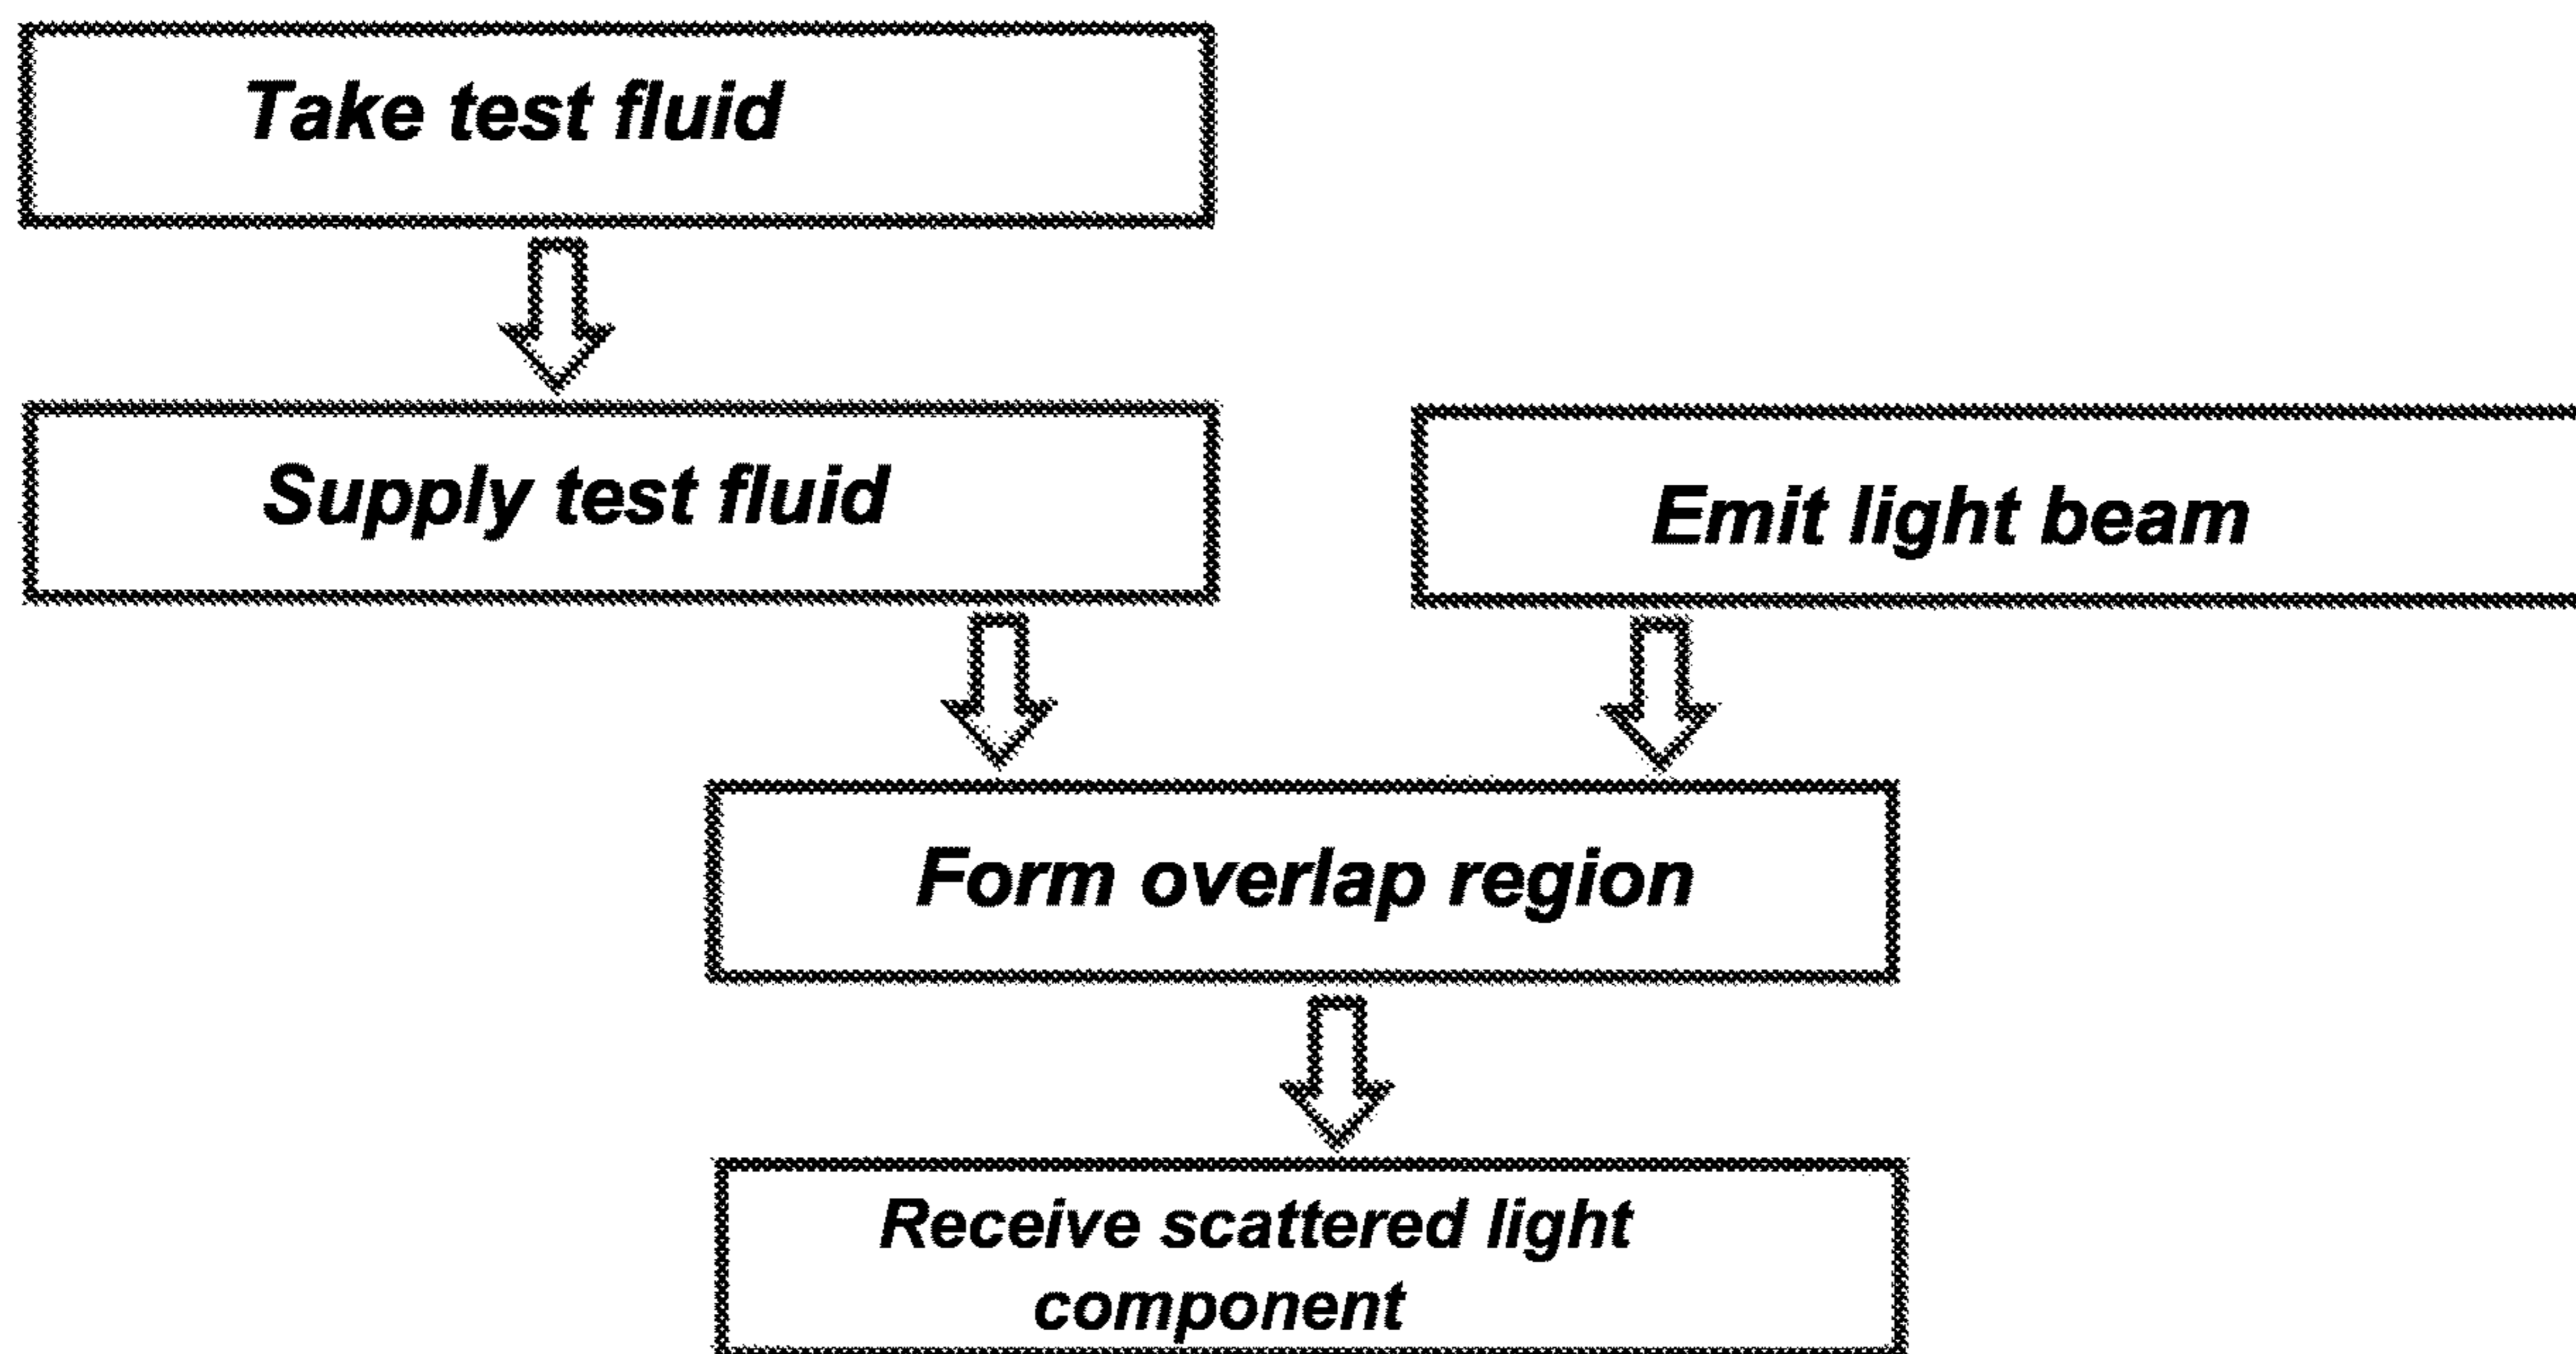 Take test fluid
Supply test fluid
Emit light beam
Form overlap region
Receive scattered light
component